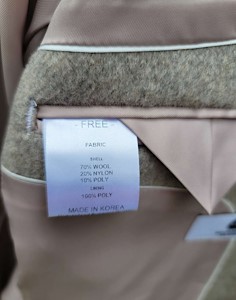 - FREE -
FABRIC
SHELL
70% WOOL
20% NYLON
10% POLY
LINING
100% POLY
MADE IN KOREA